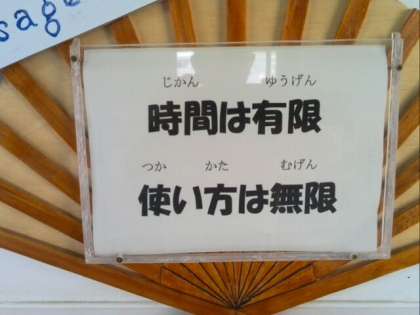 sage
じかん ゆうげん
時間は有限
つか かた むげん
使い方は無限